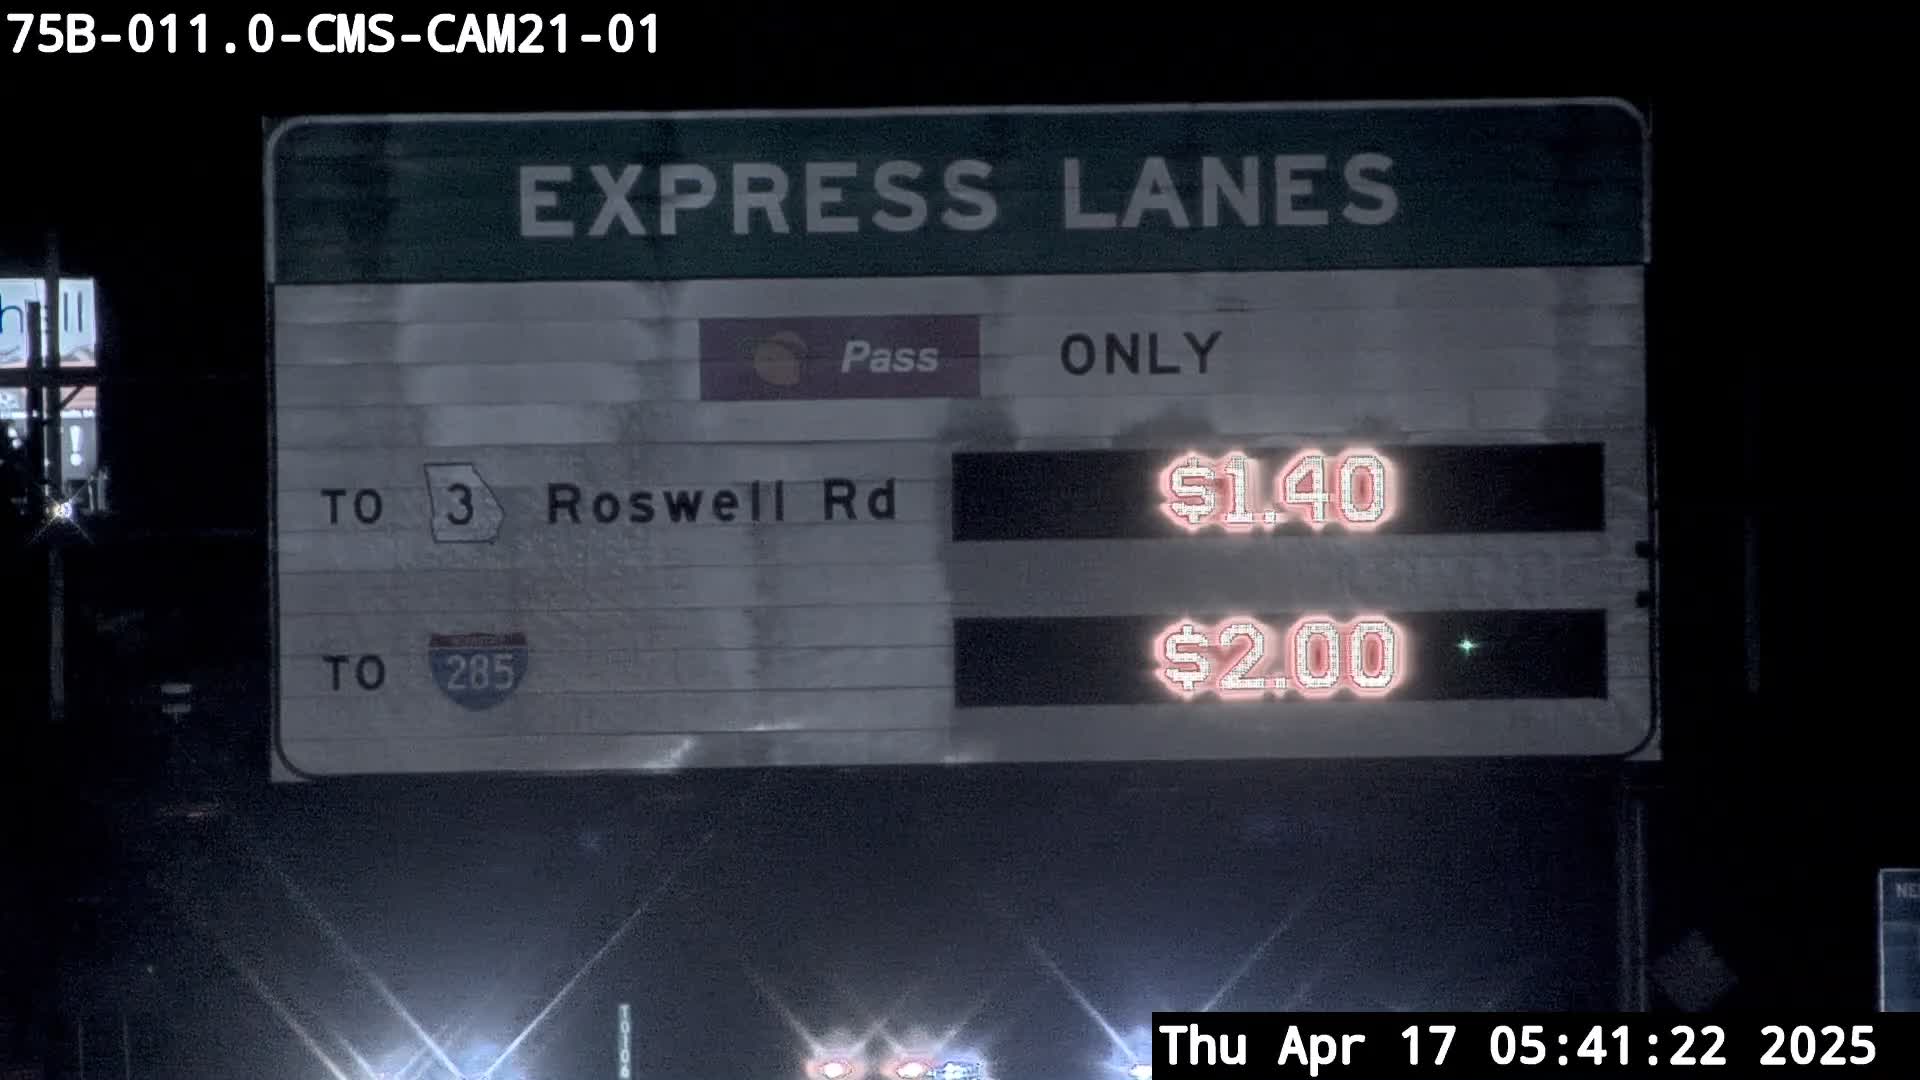 75B-011.0-CMS-CAM21-01
EXPRESS LANES
Pass ONLY
TO 3 Roswell Rd $1.40
TO 285 $2.00
Thu Apr 17 05:41:22 2025